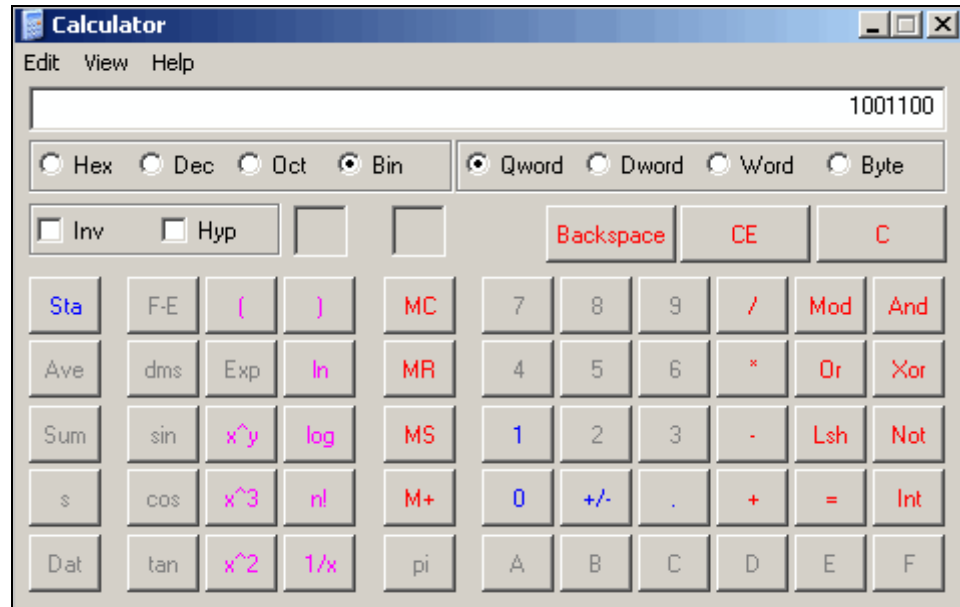 Calculator
Edit View Help
1001100
Hex Dec Oct Bin Qword Dword Word Byte
Inv Hyp Backspace CE C
Sta F-E ( ) MC 7 8 9 / Mod And
Ave dms Exp ln MR 4 5 6 * Or Xor
Sum sin x^y log MS 1 2 3 - Lsh Not
s cos x^3 n! M+ 0 +/- . + = Int
Dat tan x^2 1/x pi A B C D E F